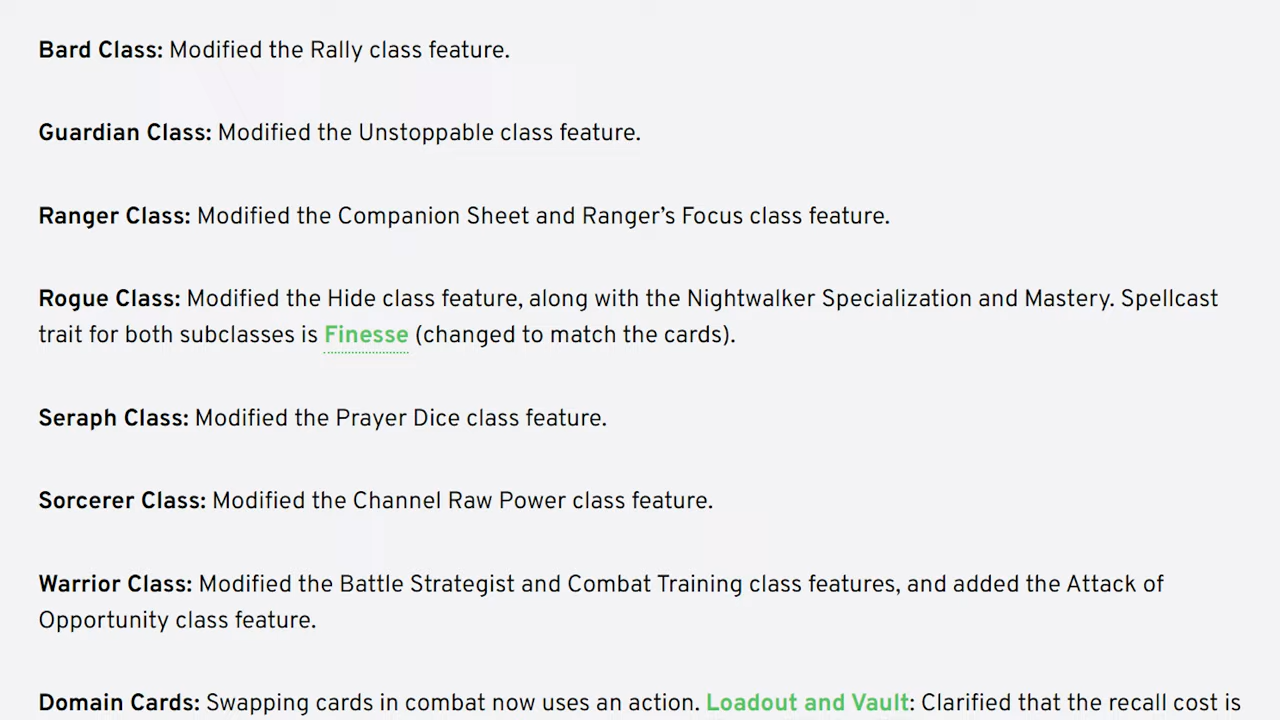 Bard Class: Modified the Rally class feature.
Guardian Class: Modified the Unstoppable class feature.
Ranger Class: Modified the Companion Sheet and Ranger’s Focus class feature.
Rogue Class: Modified the Hide class feature, along with the Nightwalker Specialization and Mastery. Spellcast
trait for both subclasses is Finesse (changed to match the cards).
Seraph Class: Modified the Prayer Dice class feature.
Sorcerer Class: Modified the Channel Raw Power class feature.
Warrior Class: Modified the Battle Strategist and Combat Training class features, and added the Attack of
Opportunity class feature.
Domain Cards: Swapping cards in combat now uses an action. Loadout and Vault: Clarified that the recall cost is